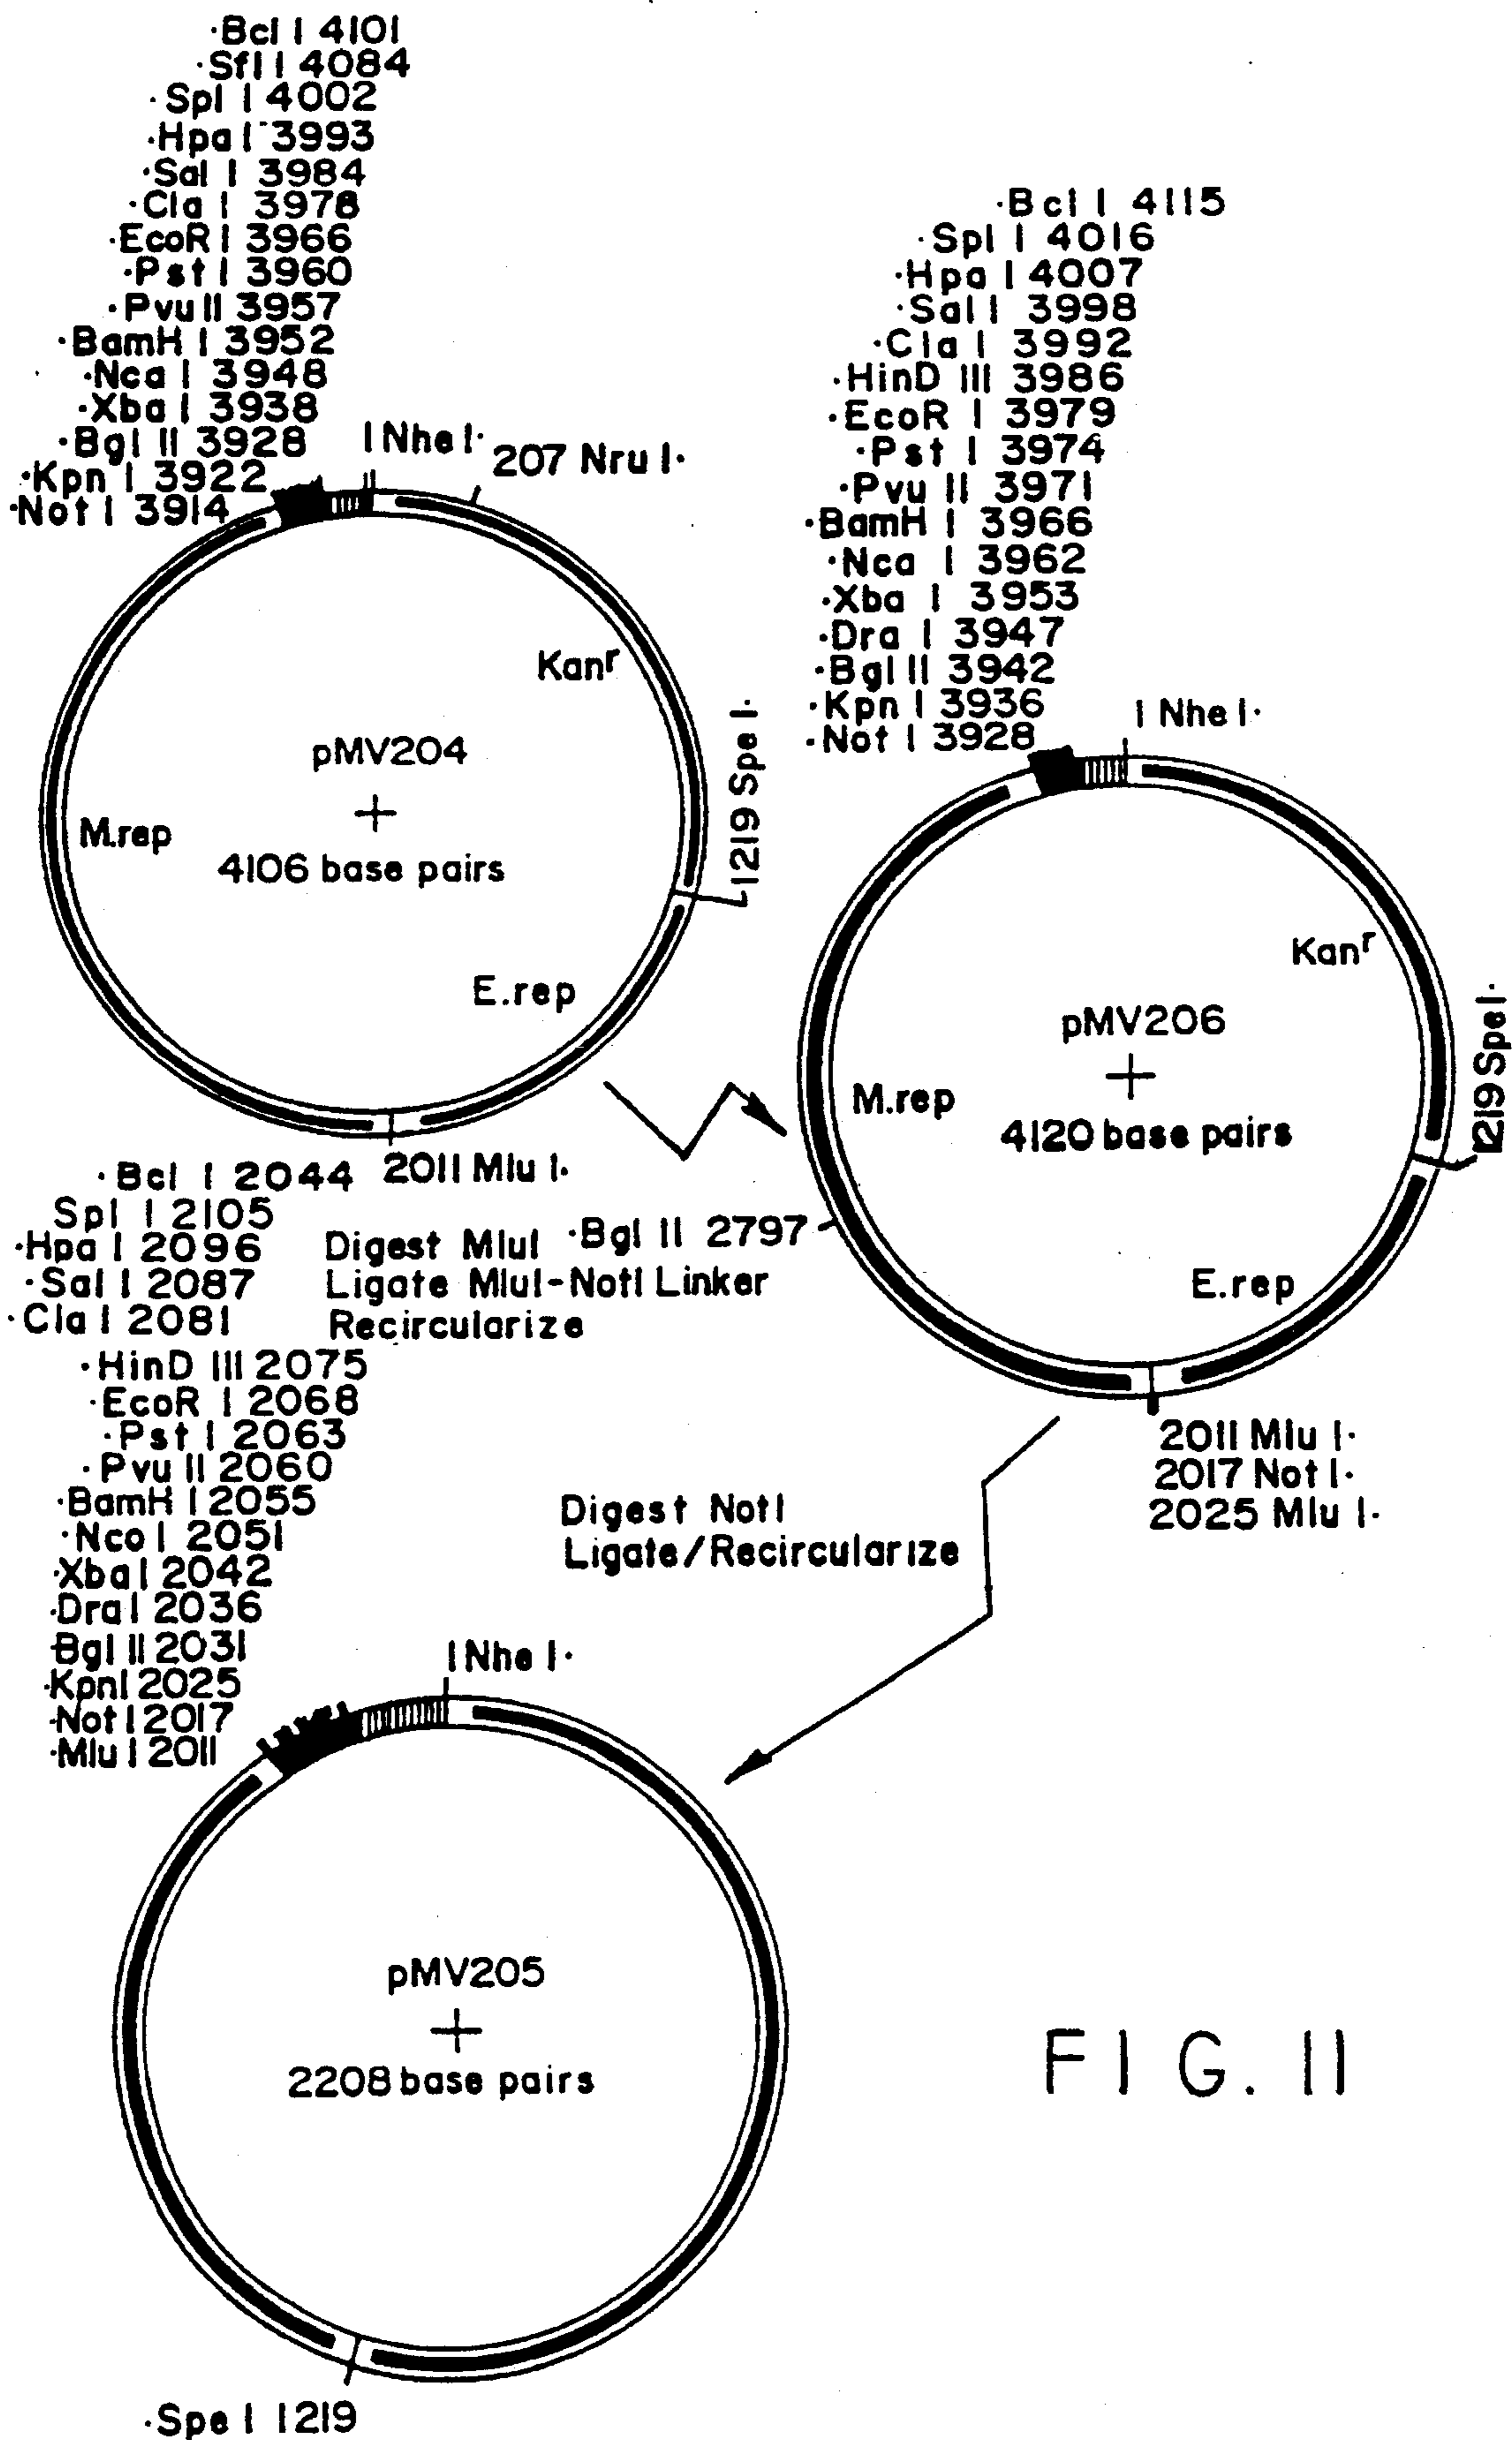 ·Bcl I 4101
·SfI I 4084
·Spl I 4002
·Hpa I 3993
·Sal I 3984
·Cla I 3978
·EcoR I 3966
·Pst I 3960
·Pvu II 3957
·BamH I 3952
·Nca I 3948
·Xba I 3938
·Bgl II 3928
·Kpn I 3922
·Not I 3914
I Nhe I·
207 Nru I·
Kanʳ
pMV204
4106 base pairs
M.rep
E.rep
1219 Spe I·
2011 Mlu I·
·Bcl I 4115
·Spl I 4016
·Hpa I 4007
·Sal I 3998
·Cla I 3992
·HinD III 3986
·EcoR I 3979
·Pst I 3974
·Pvu II 3971
·BamH I 3966
·Nca I 3962
·Xba I 3953
·Dra I 3947
·Bgl II 3942
·Kpn I 3936
·Not I 3928
I Nhe I·
Kanʳ
pMV206
4120 base pairs
M.rep
E.rep
1219 Spe I·
·Bgl II 2797
2011 Mlu I·
2017 Not I·
2025 Mlu I·
Digest MluI
Ligate MluI-NotI Linker
Recircularize
·Bcl I 2044
Spl I 2105
·Hpa I 2096
·Sal I 2087
·Cla I 2081
·HinD III 2075
·EcoR I 2068
·Pst I 2063
·Pvu II 2060
·BamH I 2055
·Nco I 2051
·Xba I 2042
·Dra I 2036
·Bgl II 2031
·KpnI 2025
·Not I 2017
·Mlu I 2011
Digest NotI
Ligate/Recircularize
I Nhe I·
pMV205
2208 base pairs
·Spe I 1219
FIG. 11